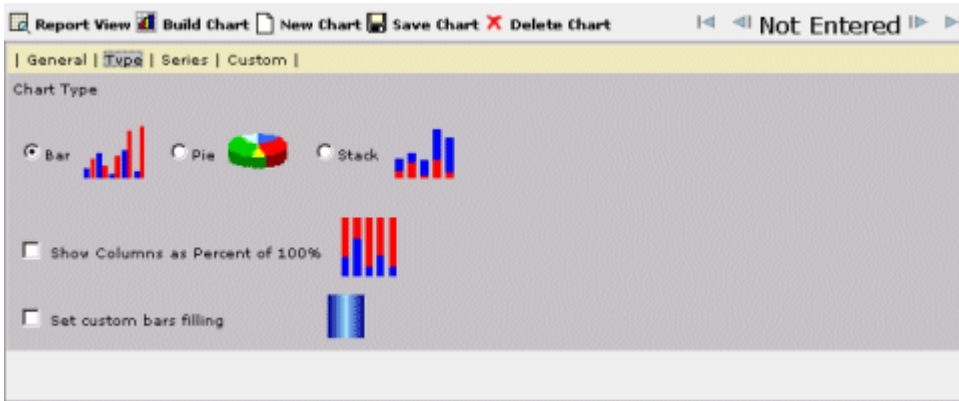 Report View Build Chart New Chart Save Chart Delete Chart Not Entered
| General | Type | Series | Custom |
Chart Type
Bar Pie Stack
Show Columns as Percent of 100%
Set custom bars filling